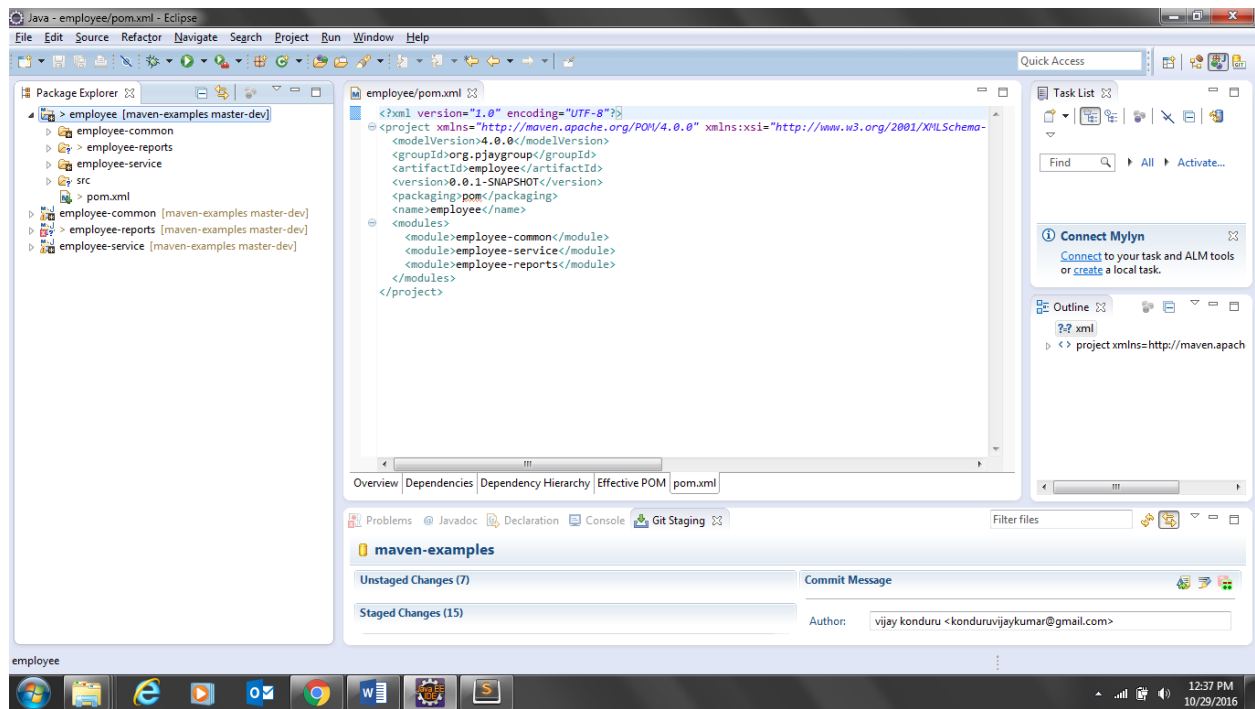 Java - employee/pom.xml - Eclipse
File Edit Source Refactor Navigate Search Project Run Window Help
Quick Access
Package Explorer
> employee [maven-examples master-dev]
employee-common
> employee-reports
employee-service
src
> pom.xml
employee-common [maven-examples master-dev]
> employee-reports [maven-examples master-dev]
employee-service [maven-examples master-dev]
employee/pom.xml
<?xml version="1.0" encoding="UTF-8"?>
<project xmlns="http://maven.apache.org/POM/4.0.0" xmlns:xsi="http://www.w3.org/2001/XMLSchema-
<modelVersion>4.0.0</modelVersion>
<groupId>org.pjaygroup</groupId>
<artifactId>employee</artifactId>
<version>0.0.1-SNAPSHOT</version>
<packaging>pom</packaging>
<name>employee</name>
<modules>
<module>employee-common</module>
<module>employee-service</module>
<module>employee-reports</module>
</modules>
</project>
Overview Dependencies Dependency Hierarchy Effective POM pom.xml
Task List
Find All Activate...
Connect Mylyn
Connect to your task and ALM tools
or create a local task.
Outline
?=? xml
<> project xmlns=http://maven.apach
Problems @ Javadoc Declaration Console Git Staging
Filter files
maven-examples
Unstaged Changes (7)
Staged Changes (15)
Commit Message
Author: vijay konduru <konduruvijaykumar@gmail.com>
employee
12:37 PM
10/29/2016